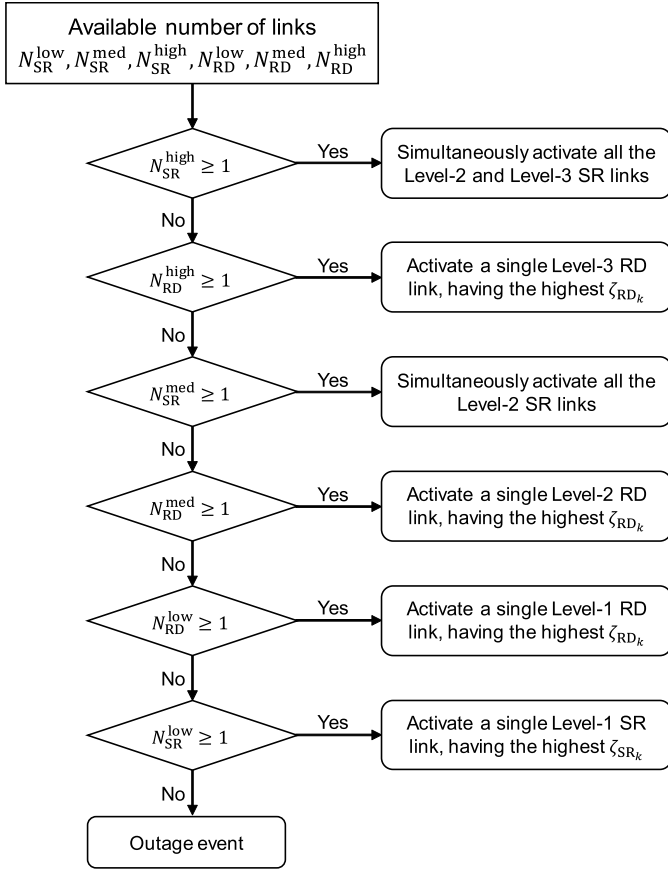 Available number of links
N_SR^low, N_SR^med, N_SR^high, N_RD^low, N_RD^med, N_RD^high
N_SR^high ≥ 1
Yes
Simultaneously activate all the
Level-2 and Level-3 SR links
No
N_RD^high ≥ 1
Yes
Activate a single Level-3 RD
link, having the highest ζ_RD_k
No
N_SR^med ≥ 1
Yes
Simultaneously activate all the
Level-2 SR links
No
N_RD^med ≥ 1
Yes
Activate a single Level-2 RD
link, having the highest ζ_RD_k
No
N_RD^low ≥ 1
Yes
Activate a single Level-1 RD
link, having the highest ζ_RD_k
No
N_SR^low ≥ 1
Yes
Activate a single Level-1 SR
link, having the highest ζ_SR_k
No
Outage event